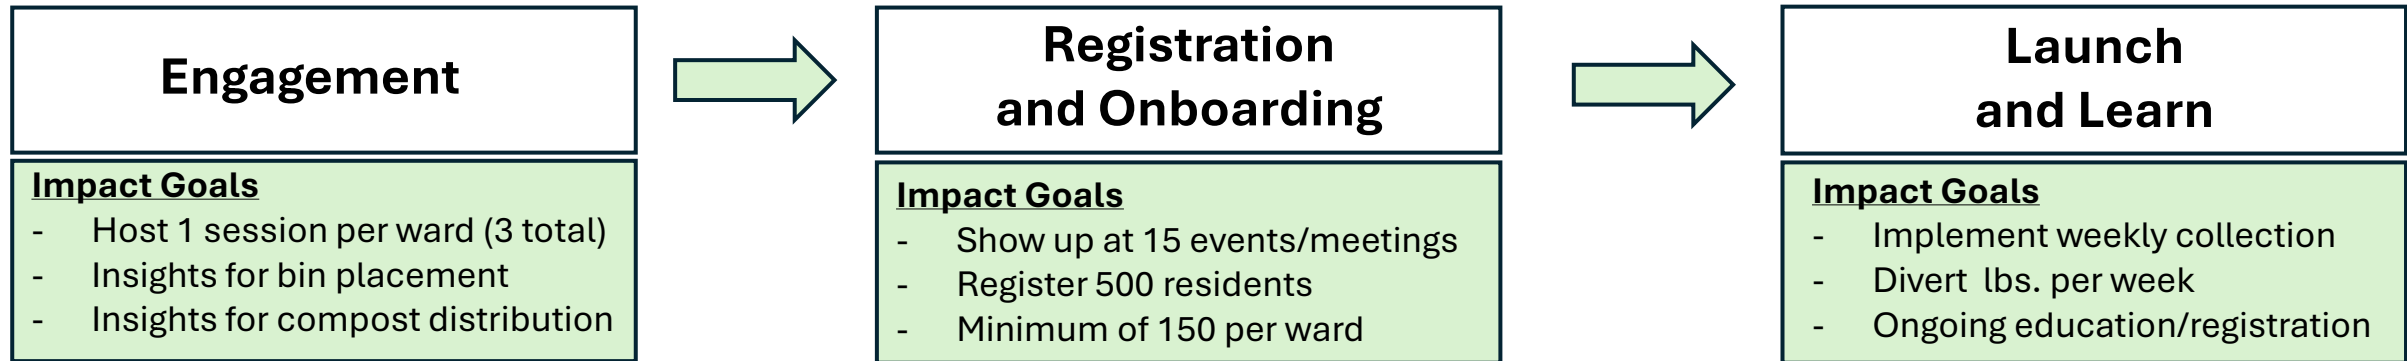 Engagement
Impact Goals
- Host 1 session per ward (3 total)
- Insights for bin placement
- Insights for compost distribution
Registration
and Onboarding
Impact Goals
- Show up at 15 events/meetings
- Register 500 residents
- Minimum of 150 per ward
Launch
and Learn
Impact Goals
- Implement weekly collection
- Divert  lbs. per week
- Ongoing education/registration